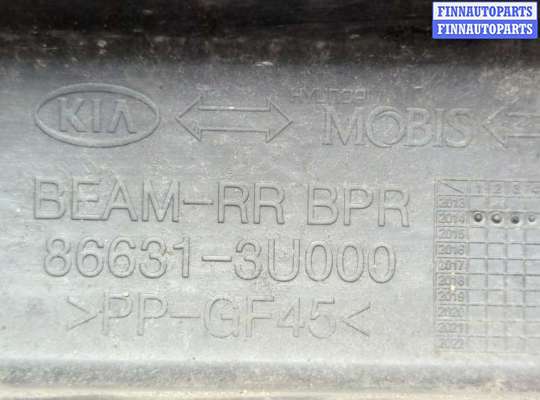 FINNAUTOPARTS
FINNAUTOPARTS
FINNAUTOPARTS
KIA
HYUNDAI
MOBIS
BEAM-RR BPR
86631-3U000
>PP-GF45<
1 2 3 4
2013
2014
2015
2016
2017
2018
2019
2020
2021
2022